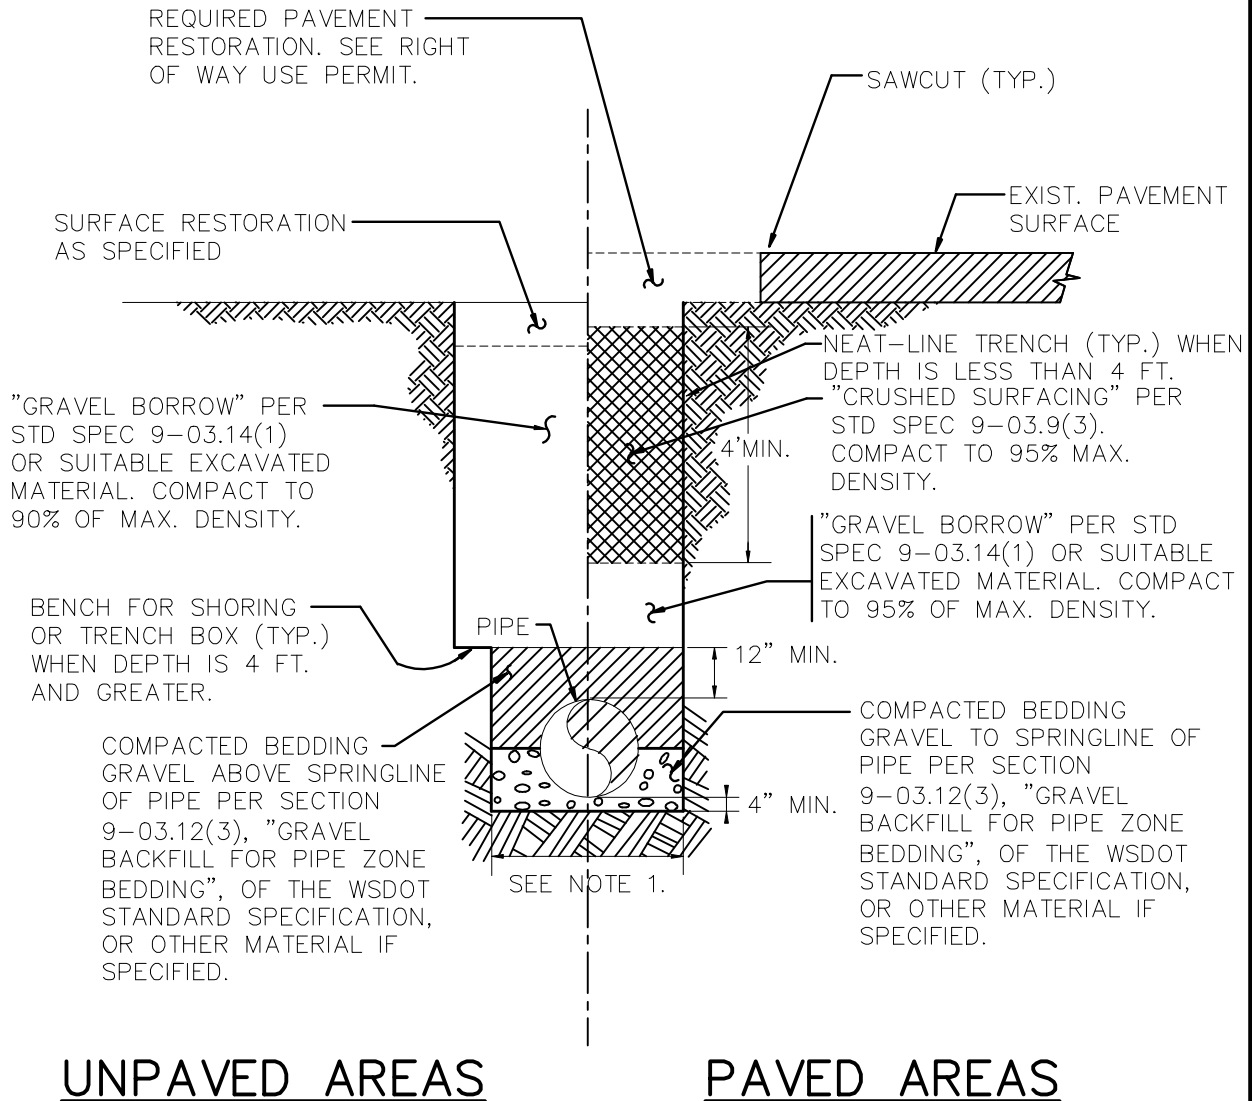 REQUIRED PAVEMENT
RESTORATION. SEE RIGHT
OF WAY USE PERMIT.
SAWCUT (TYP.)
EXIST. PAVEMENT
SURFACE
SURFACE RESTORATION
AS SPECIFIED
NEAT-LINE TRENCH (TYP.) WHEN
DEPTH IS LESS THAN 4 FT.
"CRUSHED SURFACING" PER
STD SPEC 9-03.9(3).
COMPACT TO 95% MAX.
DENSITY.
4'MIN.
"GRAVEL BORROW" PER
STD SPEC 9-03.14(1)
OR SUITABLE EXCAVATED
MATERIAL. COMPACT TO
90% OF MAX. DENSITY.
"GRAVEL BORROW" PER STD
SPEC 9-03.14(1) OR SUITABLE
EXCAVATED MATERIAL. COMPACT
TO 95% OF MAX. DENSITY.
BENCH FOR SHORING
OR TRENCH BOX (TYP.)
WHEN DEPTH IS 4 FT.
AND GREATER.
PIPE
12" MIN.
COMPACTED BEDDING
GRAVEL ABOVE SPRINGLINE
OF PIPE PER SECTION
9-03.12(3), "GRAVEL
BACKFILL FOR PIPE ZONE
BEDDING", OF THE WSDOT
STANDARD SPECIFICATION,
OR OTHER MATERIAL IF
SPECIFIED.
COMPACTED BEDDING
GRAVEL TO SPRINGLINE OF
PIPE PER SECTION
9-03.12(3), "GRAVEL
BACKFILL FOR PIPE ZONE
BEDDING", OF THE WSDOT
STANDARD SPECIFICATION,
OR OTHER MATERIAL IF
SPECIFIED.
4" MIN.
SEE NOTE 1.
UNPAVED AREAS
PAVED AREAS